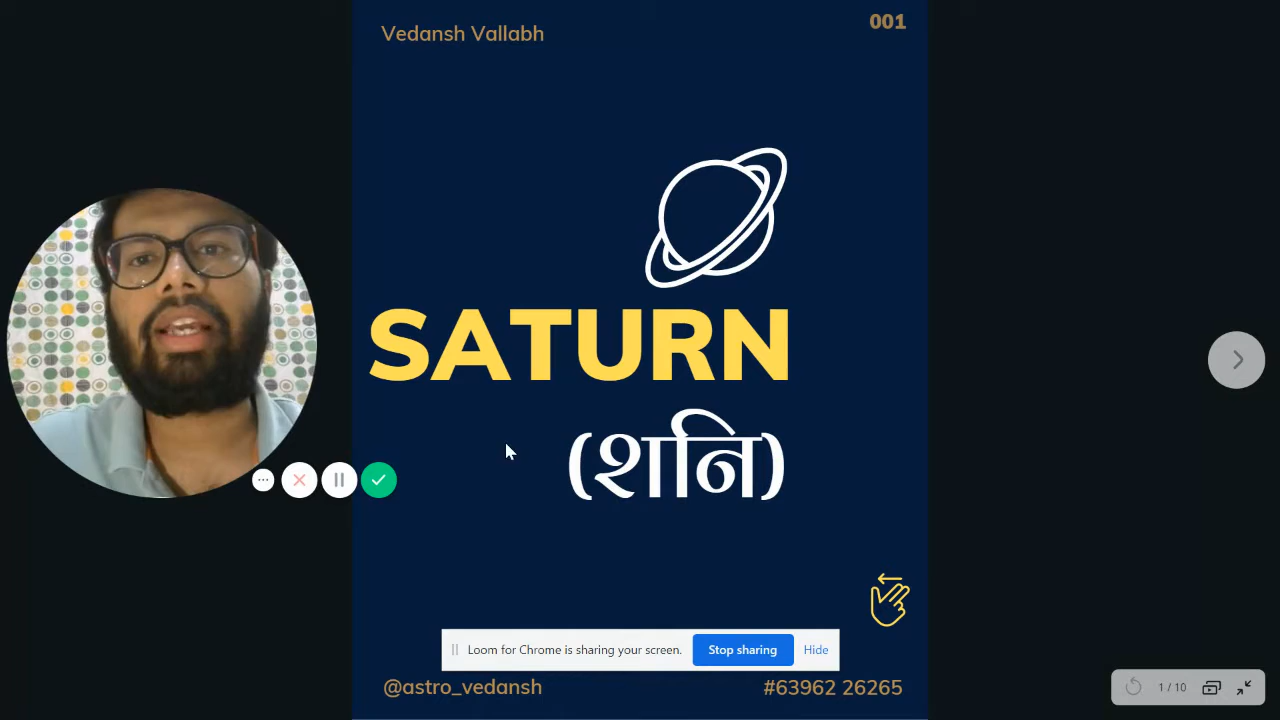 Vedansh Vallabh
001
SATURN
(शनि)
Loom for Chrome is sharing your screen. Stop sharing Hide
@astro_vedansh #63962 26265
1 / 10